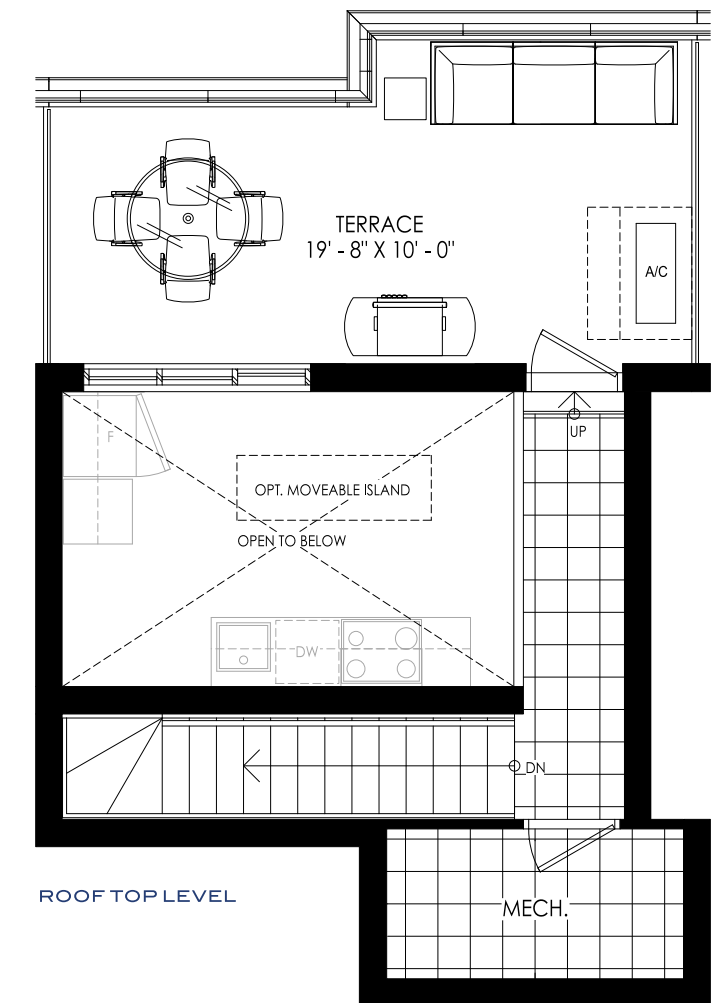 TERRACE
19' - 8" X 10' - 0"
A/C
UP
F
OPT. MOVEABLE ISLAND
OPEN TO BELOW
DW
DN
ROOF TOP LEVEL
MECH.